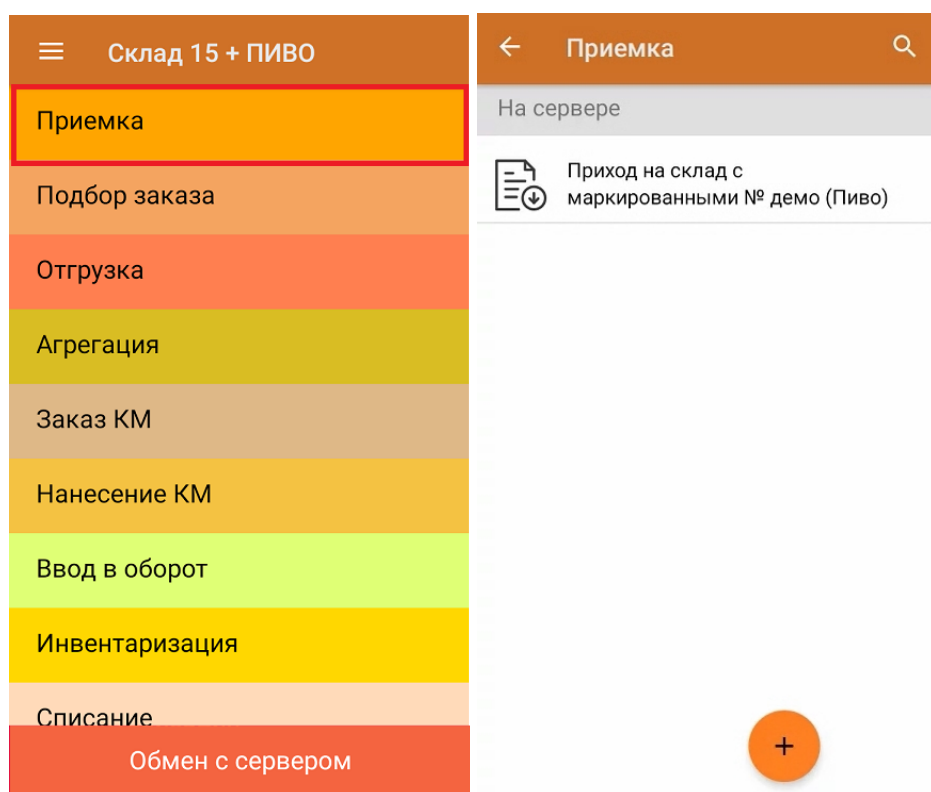 Склад 15 + ПИВО
Приемка
Подбор заказа
Отгрузка
Агрегация
Заказ КМ
Нанесение КМ
Ввод в оборот
Инвентаризация
Списание
Обмен с сервером
Приемка
На сервере
Приход на склад с
маркированными № демо (Пиво)
+